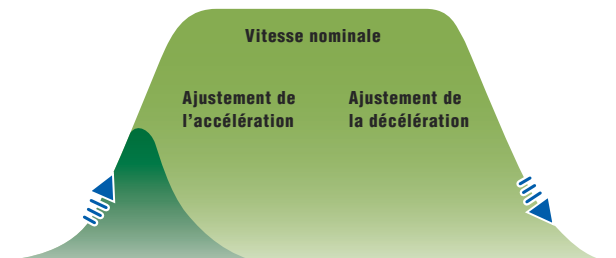 Vitesse nominale
Ajustement de
l'accélération
Ajustement de
la décélération